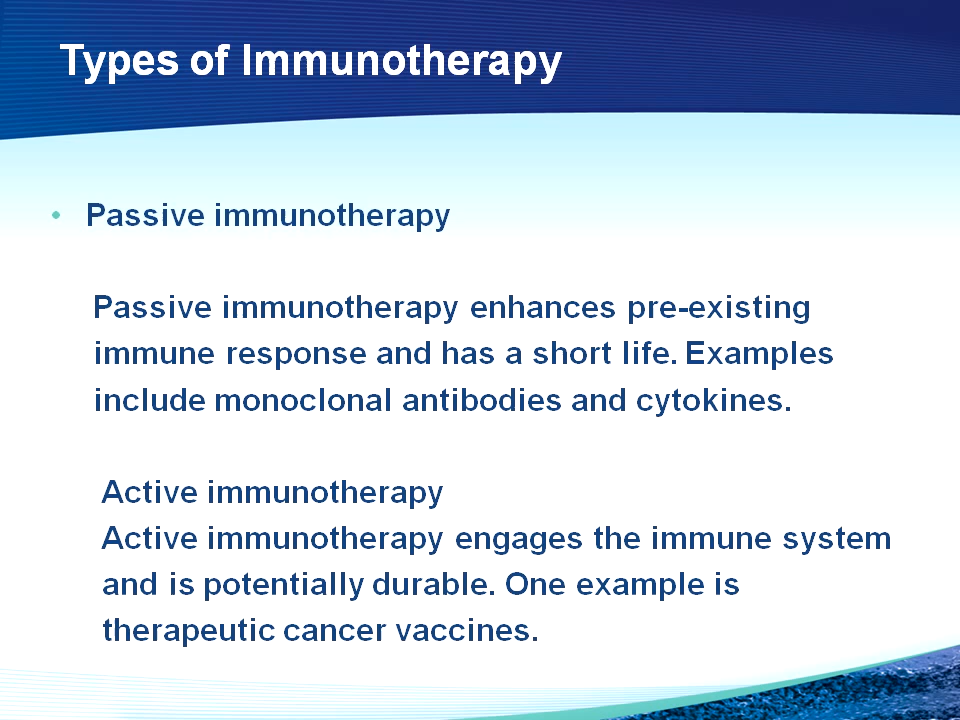 Types of Immunotherapy
• Passive immunotherapy
Passive immunotherapy enhances pre-existing
immune response and has a short life. Examples
include monoclonal antibodies and cytokines.
Active immunotherapy
Active immunotherapy engages the immune system
and is potentially durable. One example is
therapeutic cancer vaccines.